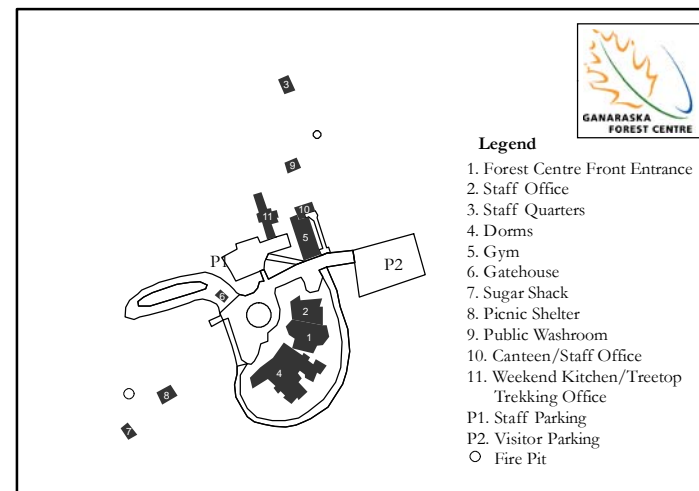 3
9
10
11
5
P1
P2
6
2
1
4
8
7
GANARASKA
FOREST CENTRE
Legend
1. Forest Centre Front Entrance
2. Staff Office
3. Staff Quarters
4. Dorms
5. Gym
6. Gatehouse
7. Sugar Shack
8. Picnic Shelter
9. Public Washroom
10. Canteen/Staff Office
11. Weekend Kitchen/Treetop
Trekking Office
P1. Staff Parking
P2. Visitor Parking
Fire Pit